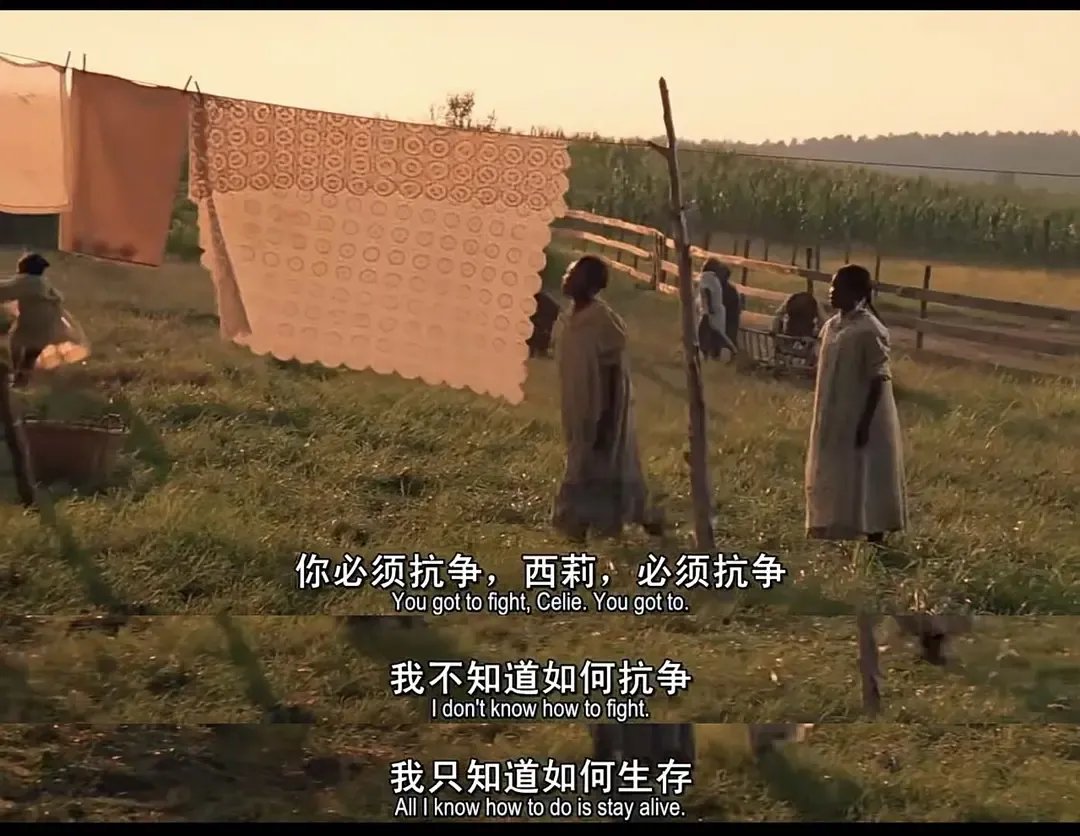 你必须抗争，西莉，必须抗争
You got to fight, Celie. You got to.
我不知道如何抗争
I don't know how to fight.
我只知道如何生存
All I know how to do is stay alive.